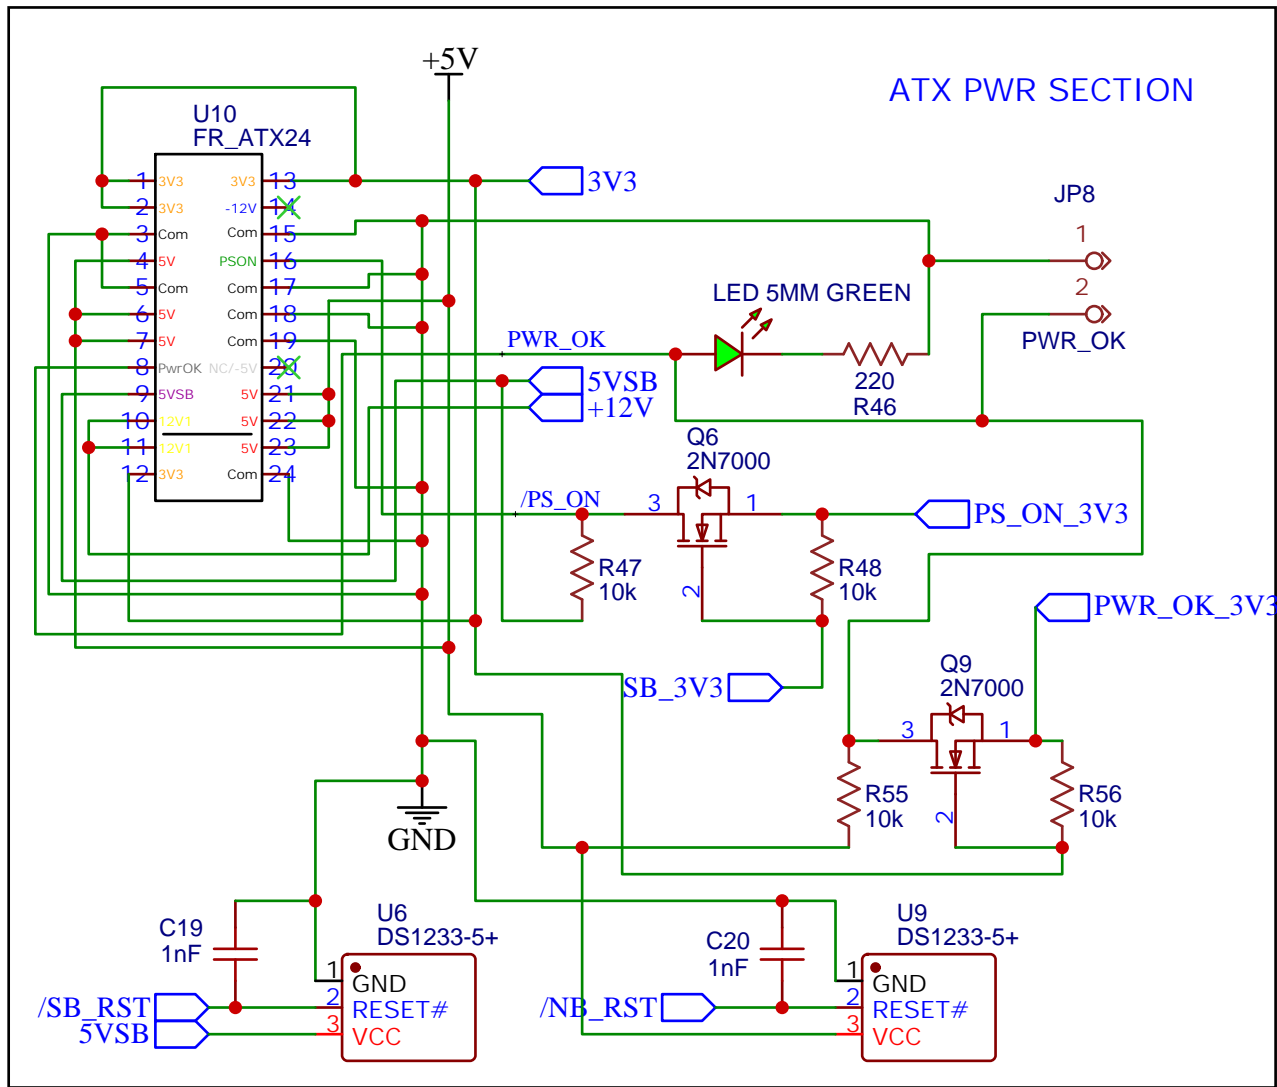 +5V
ATX PWR SECTION
U10
FR_ATX24
1 3V3 3V3 13
2 3V3 -12V 14
3 Com Com 15
4 5V PSON 16
5 Com Com 17
6 5V Com 18
7 5V Com 19
8 PwrOK NC/-5V 20
9 5VSB 5V 21
10 12V1 5V 22
11 12V1 5V 23
12 3V3 Com 24
3V3
JP8
1
2
PWR_OK
LED 5MM GREEN
PWR_OK
220
R46
5VSB
+12V
Q6
2N7000
/PS_ON
3
1
2
PS_ON_3V3
R47
10k
R48
10k
SB_3V3
PWR_OK_3V3
Q9
2N7000
3
1
2
R55
10k
R56
10k
GND
C19
1nF
U6
DS1233-5+
1 GND
2 RESET#
3 VCC
/SB_RST
5VSB
C20
1nF
U9
DS1233-5+
1 GND
2 RESET#
3 VCC
/NB_RST